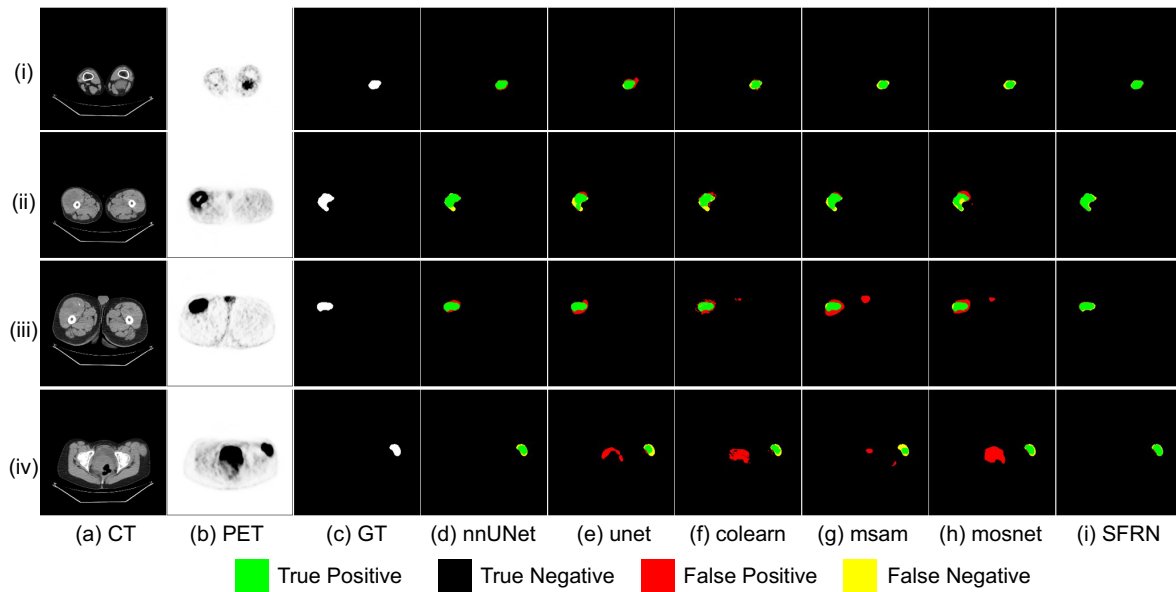 (i)
(ii)
(iii)
(iv)
(a) CT (b) PET (c) GT (d) nnUNet (e) unet (f) colearn (g) msam (h) mosnet (i) SFRN
True Positive True Negative False Positive False Negative